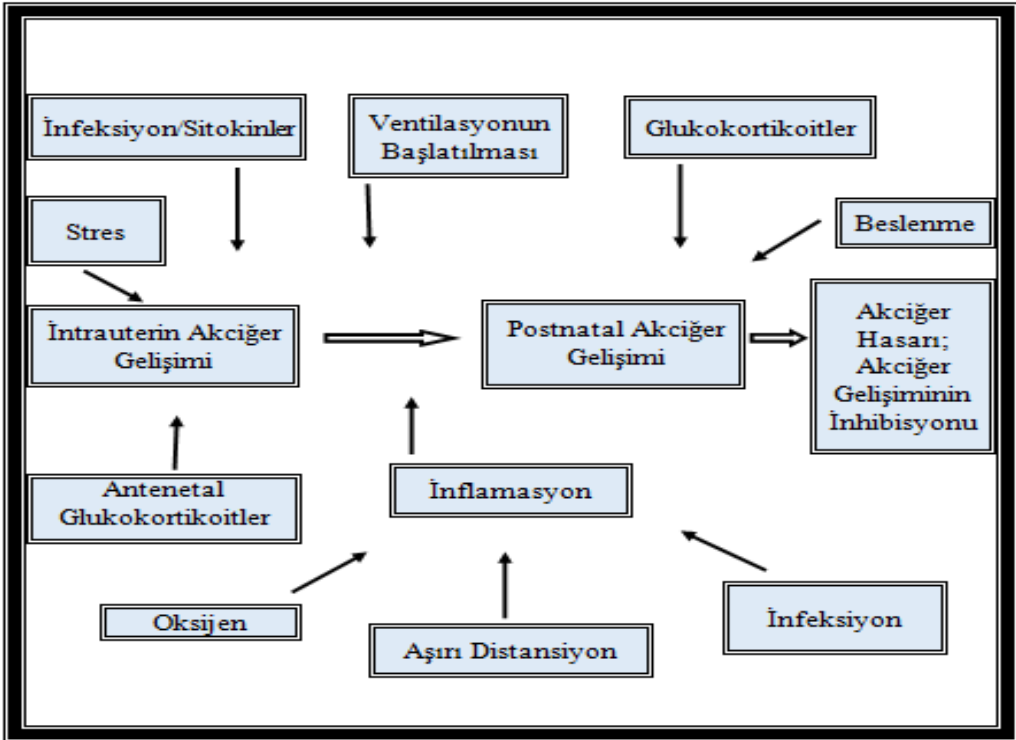 İnfeksiyon/Sitokinler
Ventilasyonun
Başlatılması
Glukokortikoitler
Stres
Beslenme
İntrauterin Akciğer
Gelişimi
Postnatal Akciğer
Gelişimi
Akciğer
Hasarı;
Akciğer
Gelişiminin
İnhibisyonu
Antenetal
Glukokortikoitler
İnflamasyon
Oksijen
Aşırı Distansiyon
İnfeksiyon